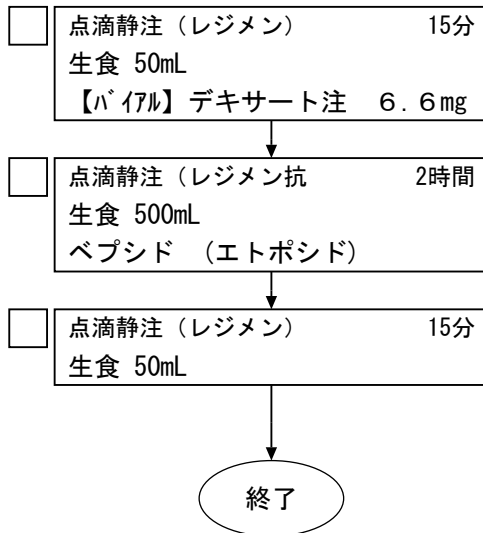 点滴静注（レジメン） 15分
生食 50mL
【ﾊﾞｲｱﾙ】デキサート注　６.６mg
点滴静注（レジメン抗 2時間
生食 500mL
ベプシド　（エトポシド）
点滴静注（レジメン） 15分
生食 50mL
終了